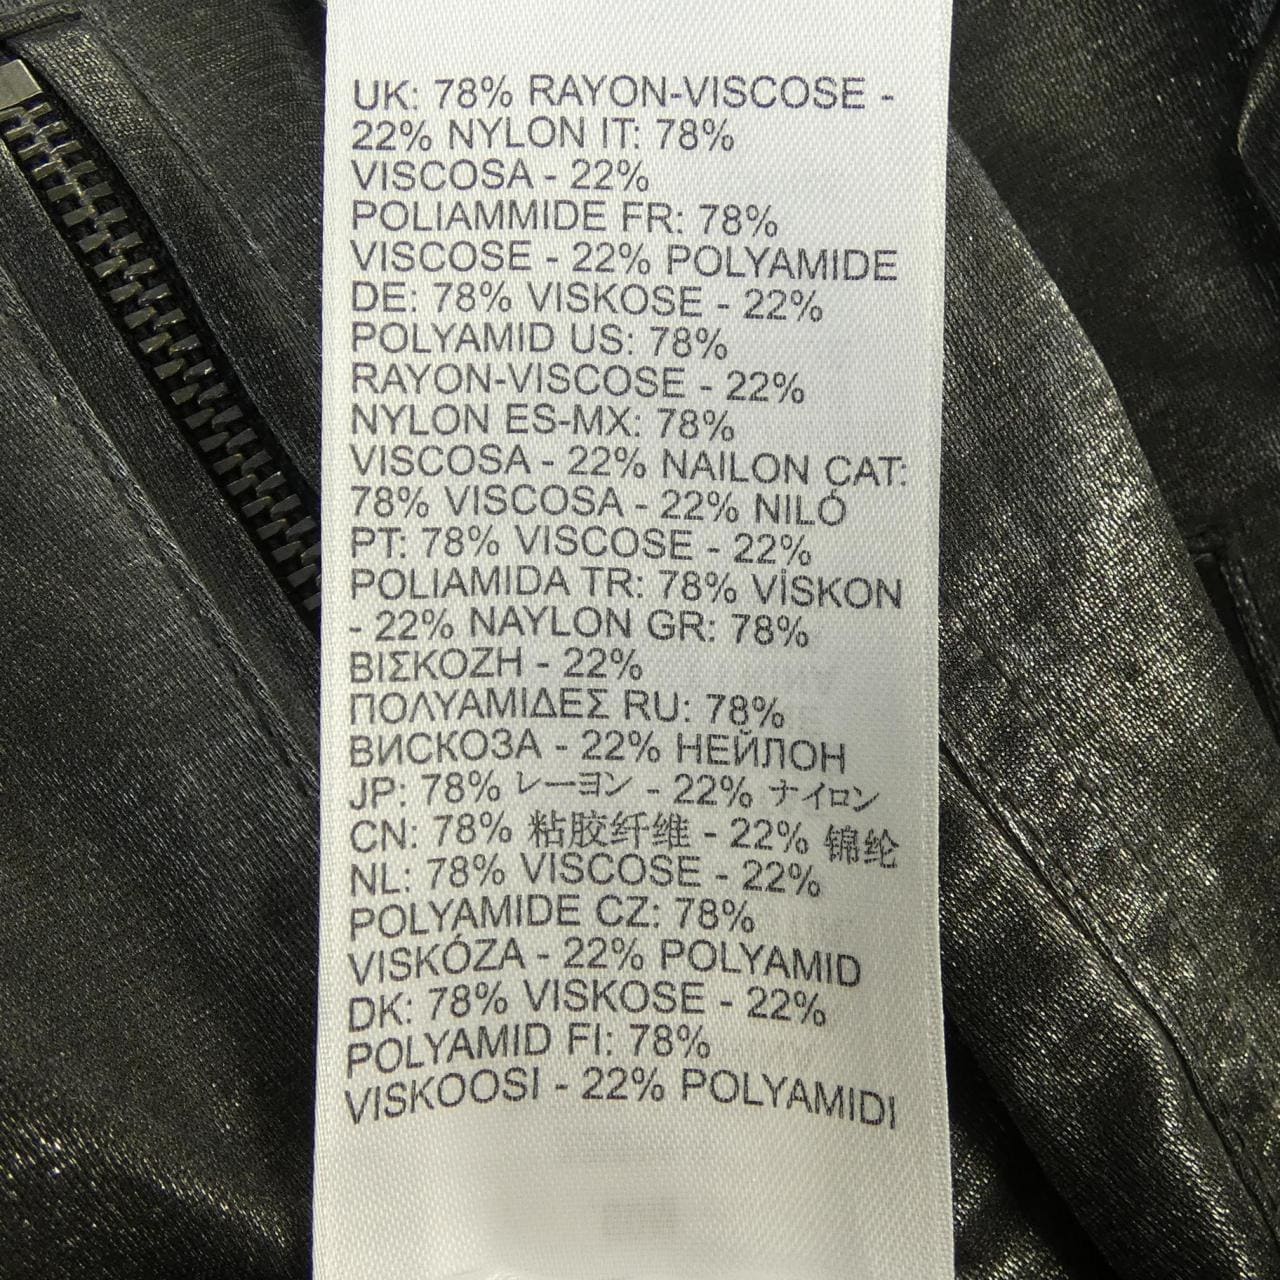 UK: 78% RAYON-VISCOSE -
22% NYLON IT: 78%
VISCOSA - 22%
POLIAMMIDE FR: 78%
VISCOSE - 22% POLYAMIDE
DE: 78% VISKOSE - 22%
POLYAMID US: 78%
RAYON-VISCOSE - 22%
NYLON ES-MX: 78%
VISCOSA - 22% NAILON CAT:
78% VISCOSA - 22% NILÓ
PT: 78% VISCOSE - 22%
POLIAMIDA TR: 78% VİSKON
- 22% NAYLON GR: 78%
ΒΙΣΚΟΖΗ - 22%
ΠΟΛΥΑΜΙΔΕΣ RU: 78%
ВИСКОЗА - 22% НЕЙЛОН
JP: 78% レーヨン - 22% ナイロン
CN: 78% 粘胶纤维 - 22% 锦纶
NL: 78% VISCOSE - 22%
POLYAMIDE CZ: 78%
VISKÓZA - 22% POLYAMID
DK: 78% VISKOSE - 22%
POLYAMID FI: 78%
VISKOOSI - 22% POLYAMIDI